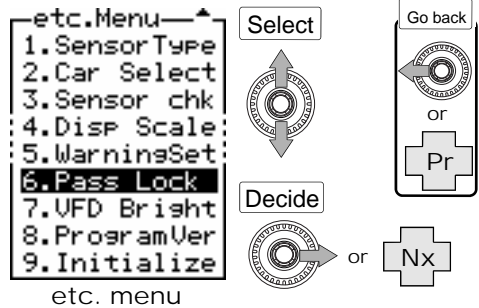 etc.Menu
1.SensorType
2.Car Select
3.Sensor chk
4.Disp Scale
5.WarningSet
6.Pass Lock
7.VFD Bright
8.ProgramVer
9.Initialize
etc. menu
Select
Decide
or
Nx
Go back
or
Pr